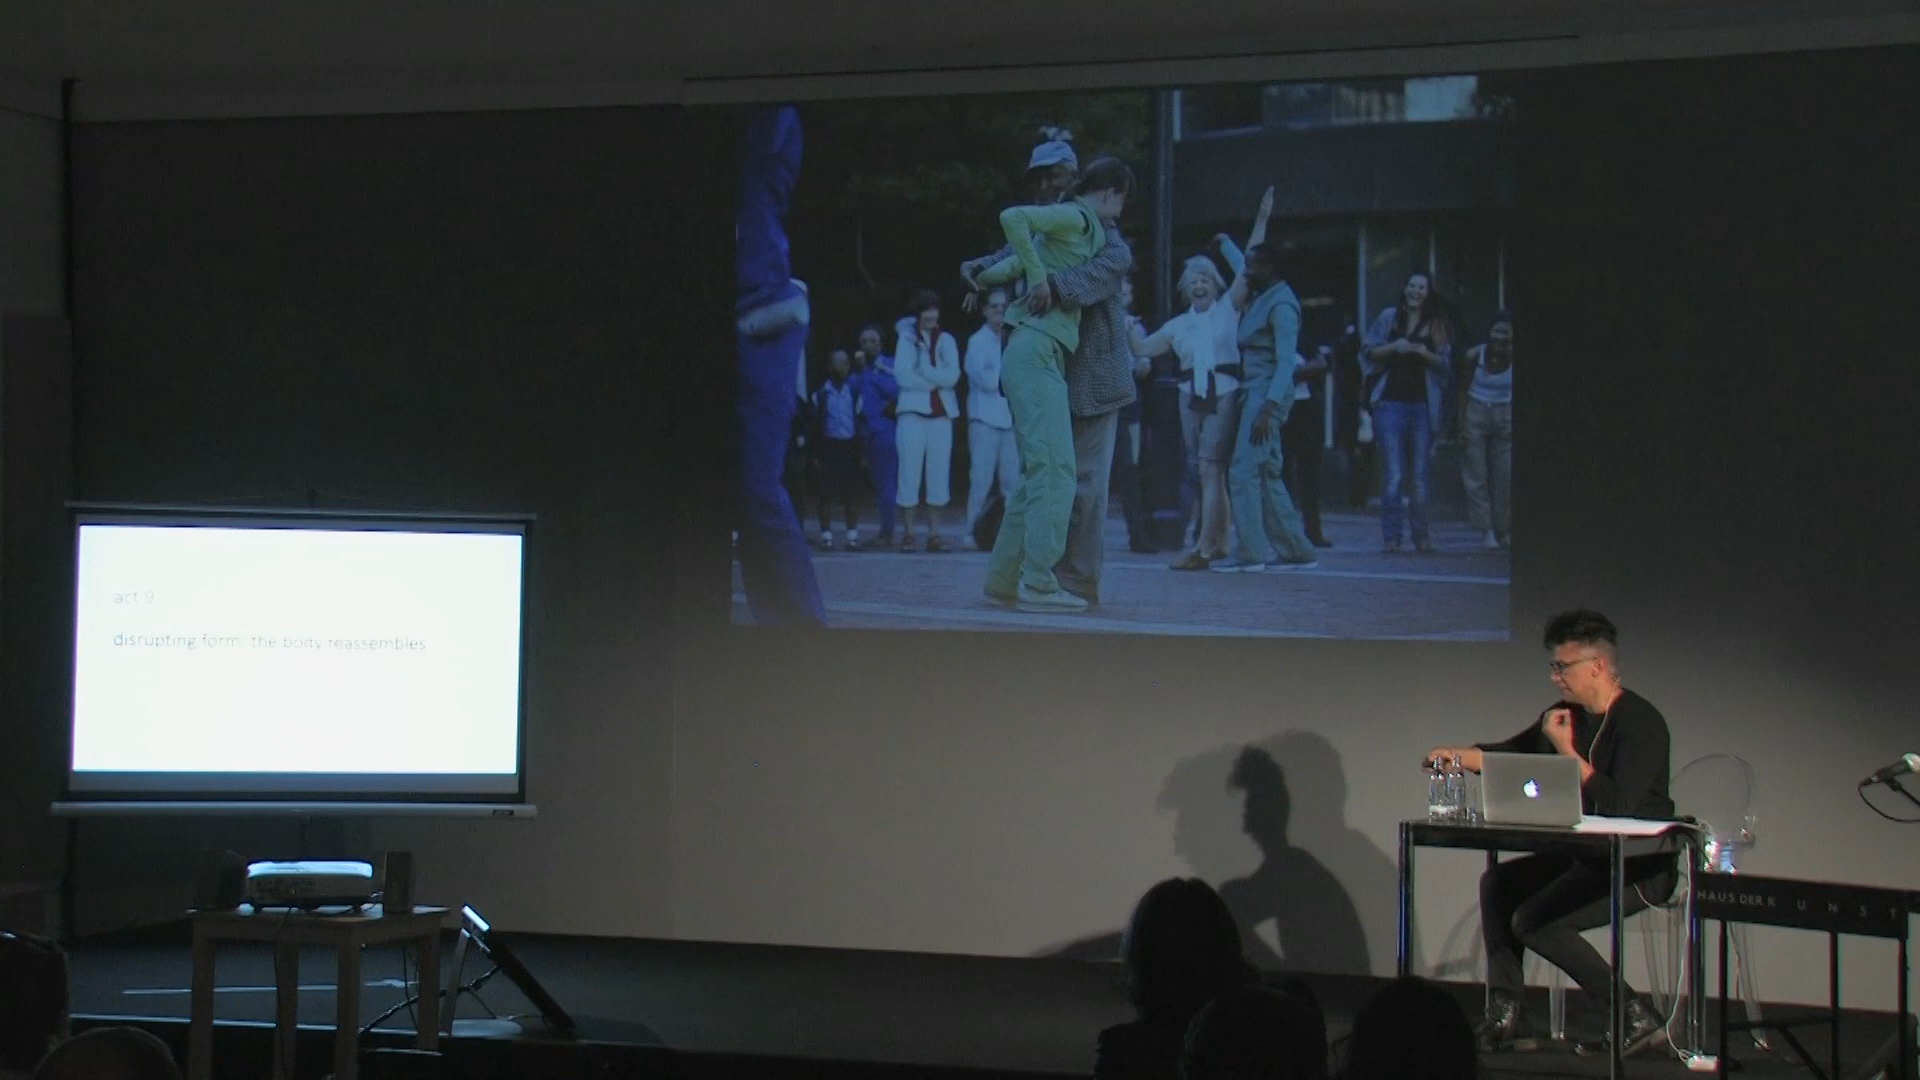 act 9
disrupting form: the body reassembles
HAUS DER K U N S T